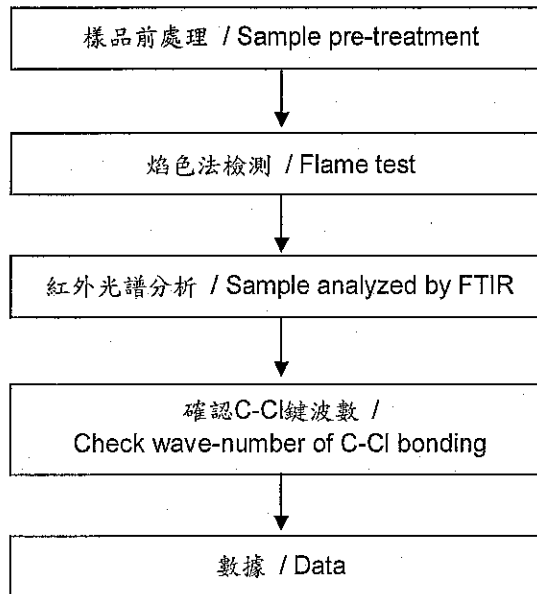 樣品前處理 / Sample pre-treatment
焰色法檢測 / Flame test
紅外光譜分析 / Sample analyzed by FTIR
確認C-Cl鍵波數 /
Check wave-number of C-Cl bonding
數據 / Data